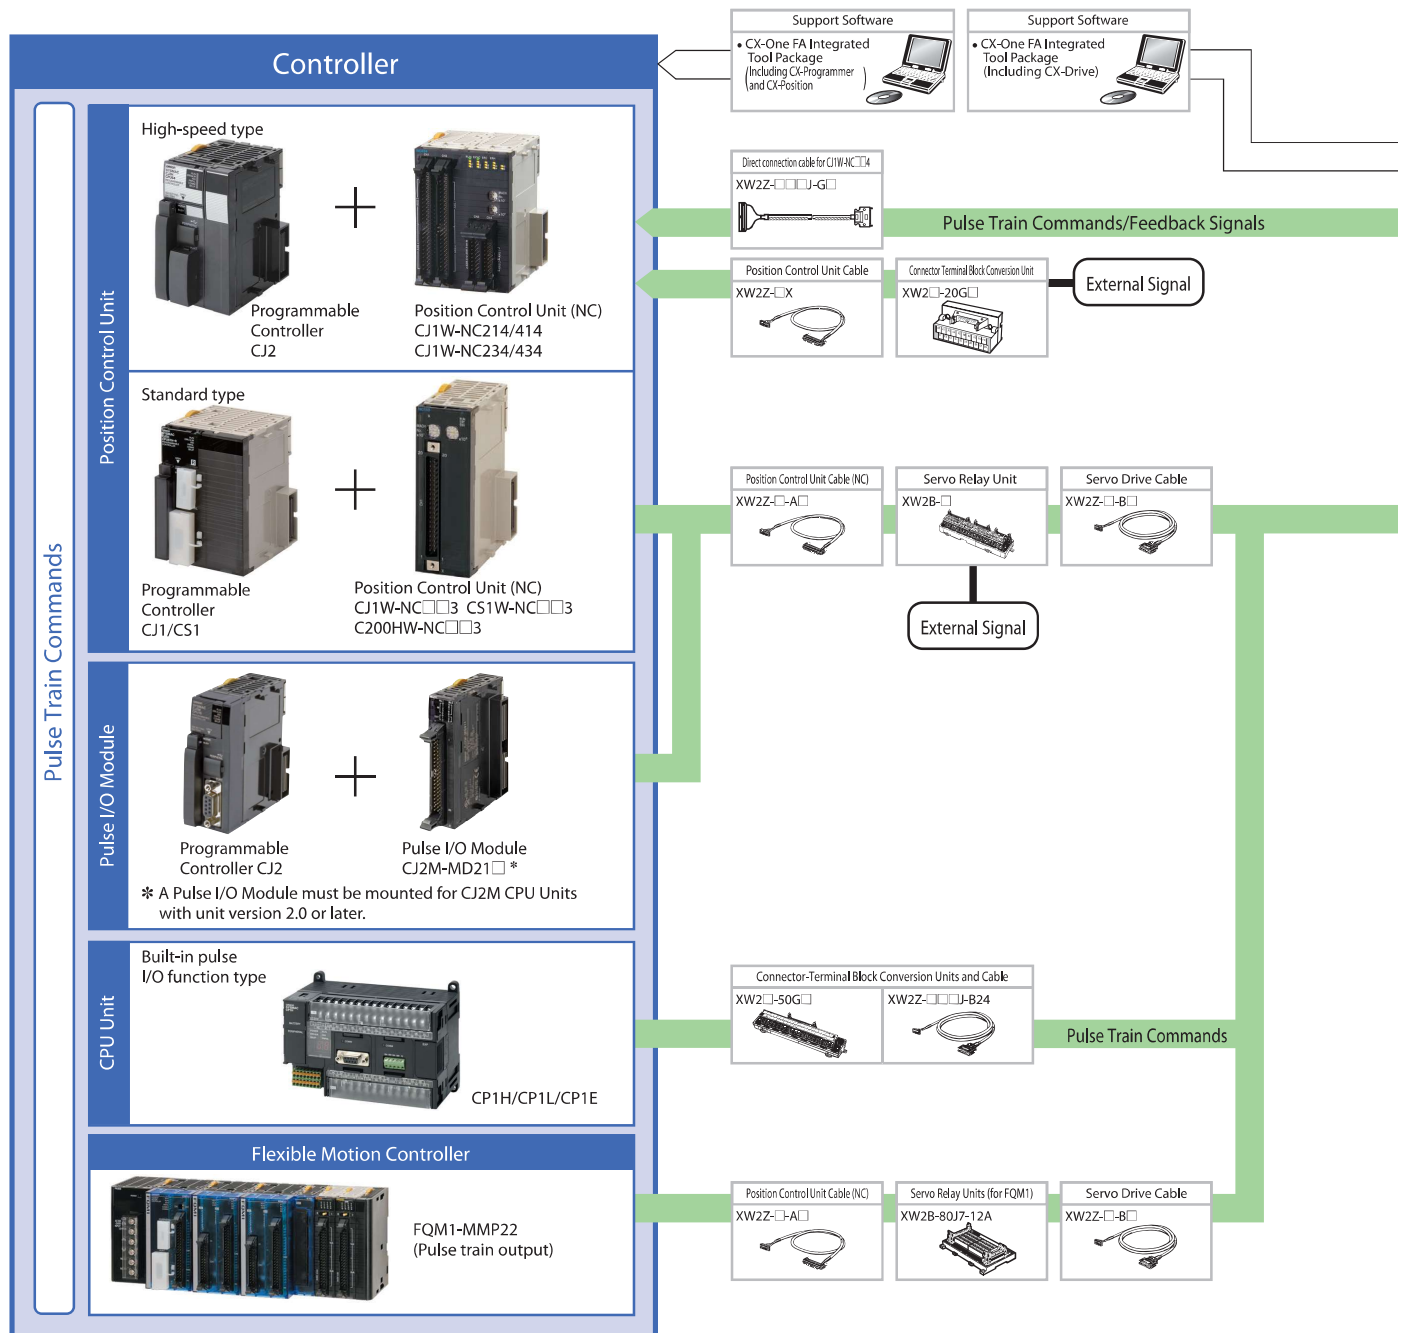 Support Software
• CX-One FA Integrated
Tool Package
(Including CX-Programmer
and CX-Position)
Support Software
• CX-One FA Integrated
Tool Package
(Including CX-Drive)
Controller
Pulse Train Commands
Position Control Unit
High-speed type
Programmable
Controller
CJ2
+
Position Control Unit (NC)
CJ1W-NC214/414
CJ1W-NC234/434
Direct connection cable for CJ1W-NC□□4
XW2Z-□□□J-G□
Pulse Train Commands/Feedback Signals
Position Control Unit Cable
XW2Z-□X
Connector Terminal Block Conversion Unit
XW2□-20G□
External Signal
Standard type
Programmable
Controller
CJ1/CS1
+
Position Control Unit (NC)
CJ1W-NC□□3 CS1W-NC□□3
C200HW-NC□□3
Position Control Unit Cable (NC)
XW2Z-□-A□
Servo Relay Unit
XW2B-□
Servo Drive Cable
XW2Z-□-B□
External Signal
Pulse I/O Module
Programmable
Controller CJ2
+
Pulse I/O Module
CJ2M-MD21□ *
* A Pulse I/O Module must be mounted for CJ2M CPU Units
with unit version 2.0 or later.
CPU Unit
Built-in pulse
I/O function type
CP1H/CP1L/CP1E
Connector-Terminal Block Conversion Units and Cable
XW2□-50G□
XW2Z-□□□J-B24
Pulse Train Commands
Flexible Motion Controller
FQM1-MMP22
(Pulse train output)
Position Control Unit Cable (NC)
XW2Z-□-A□
Servo Relay Units (for FQM1)
XW2B-80J7-12A
Servo Drive Cable
XW2Z-□-B□